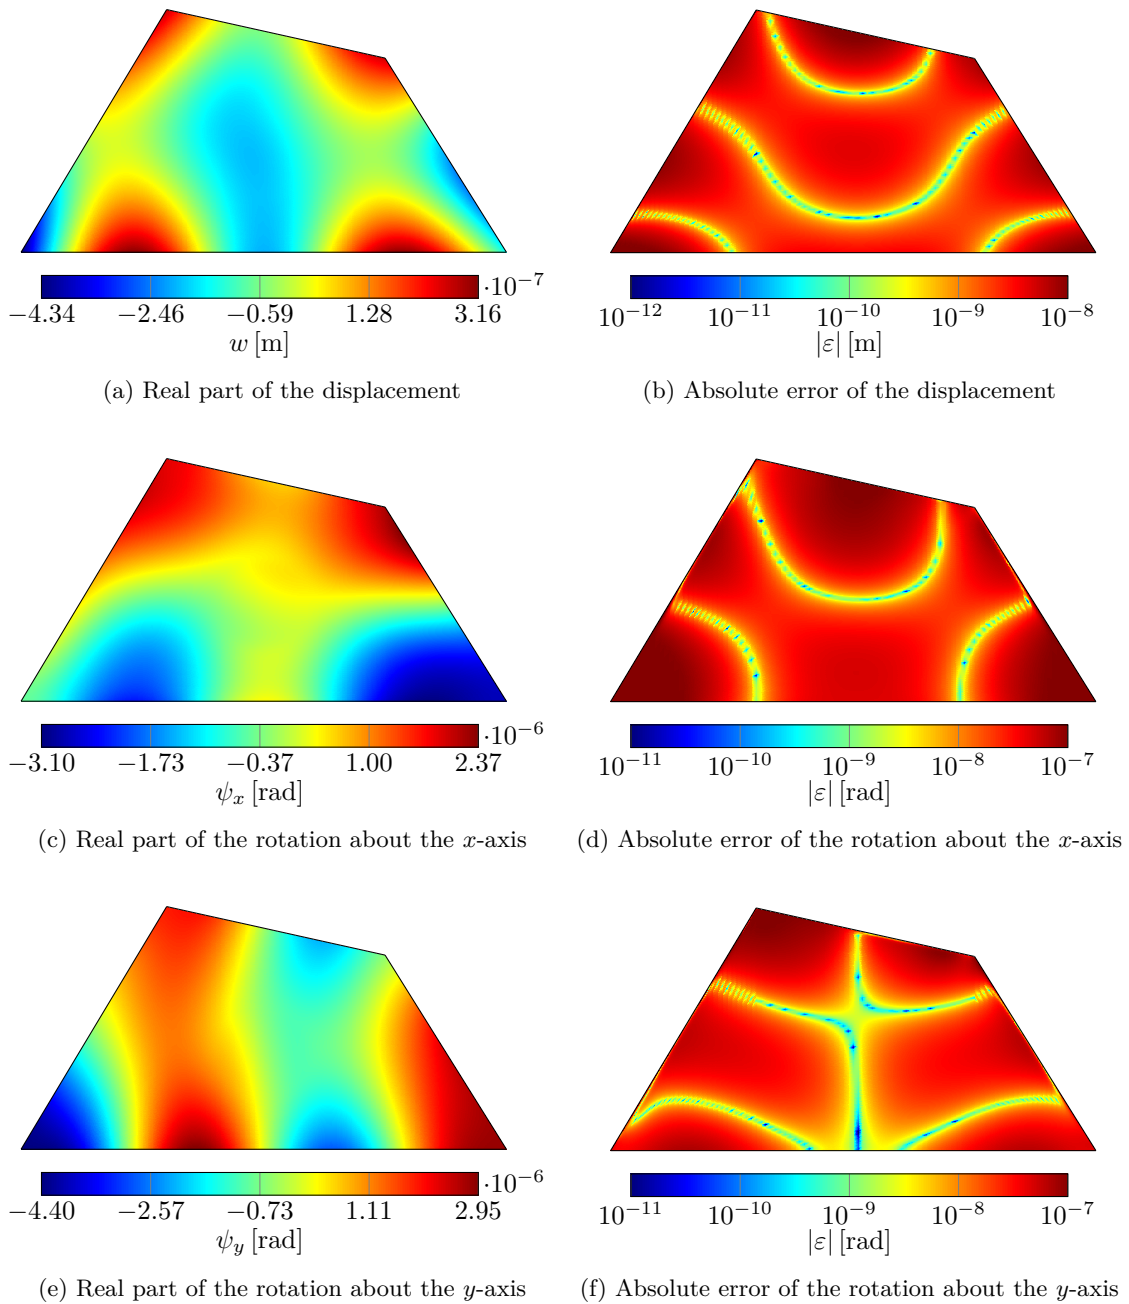 −4.34 −2.46 −0.59 1.28 3.16 ·10⁻⁷
w [m]
10⁻¹² 10⁻¹¹ 10⁻¹⁰ 10⁻⁹ 10⁻⁸
|ε| [m]
(a) Real part of the displacement
(b) Absolute error of the displacement
−3.10 −1.73 −0.37 1.00 2.37 ·10⁻⁶
ψₓ [rad]
10⁻¹¹ 10⁻¹⁰ 10⁻⁹ 10⁻⁸ 10⁻⁷
|ε| [rad]
(c) Real part of the rotation about the x-axis
(d) Absolute error of the rotation about the x-axis
−4.40 −2.57 −0.73 1.11 2.95 ·10⁻⁶
ψ_y [rad]
10⁻¹¹ 10⁻¹⁰ 10⁻⁹ 10⁻⁸ 10⁻⁷
|ε| [rad]
(e) Real part of the rotation about the y-axis
(f) Absolute error of the rotation about the y-axis